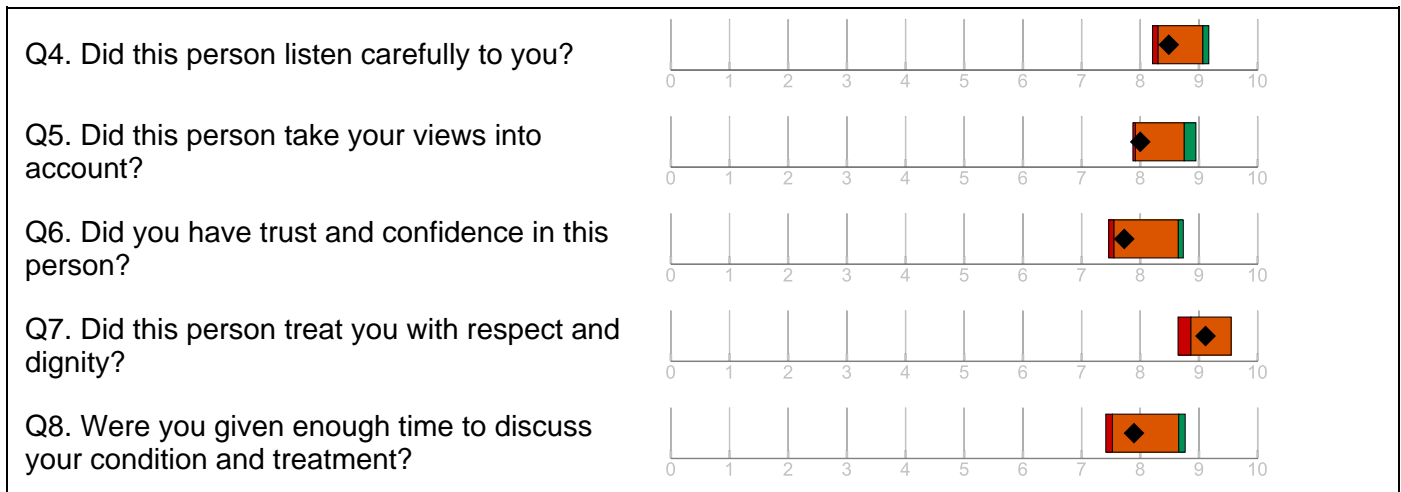 Q4. Did this person listen carefully to you?
0 1 2 3 4 5 6 7 8 9 10
Q5. Did this person take your views into
account?
0 1 2 3 4 5 6 7 8 9 10
Q6. Did you have trust and confidence in this
person?
0 1 2 3 4 5 6 7 8 9 10
Q7. Did this person treat you with respect and
dignity?
0 1 2 3 4 5 6 7 8 9 10
Q8. Were you given enough time to discuss
your condition and treatment?
0 1 2 3 4 5 6 7 8 9 10